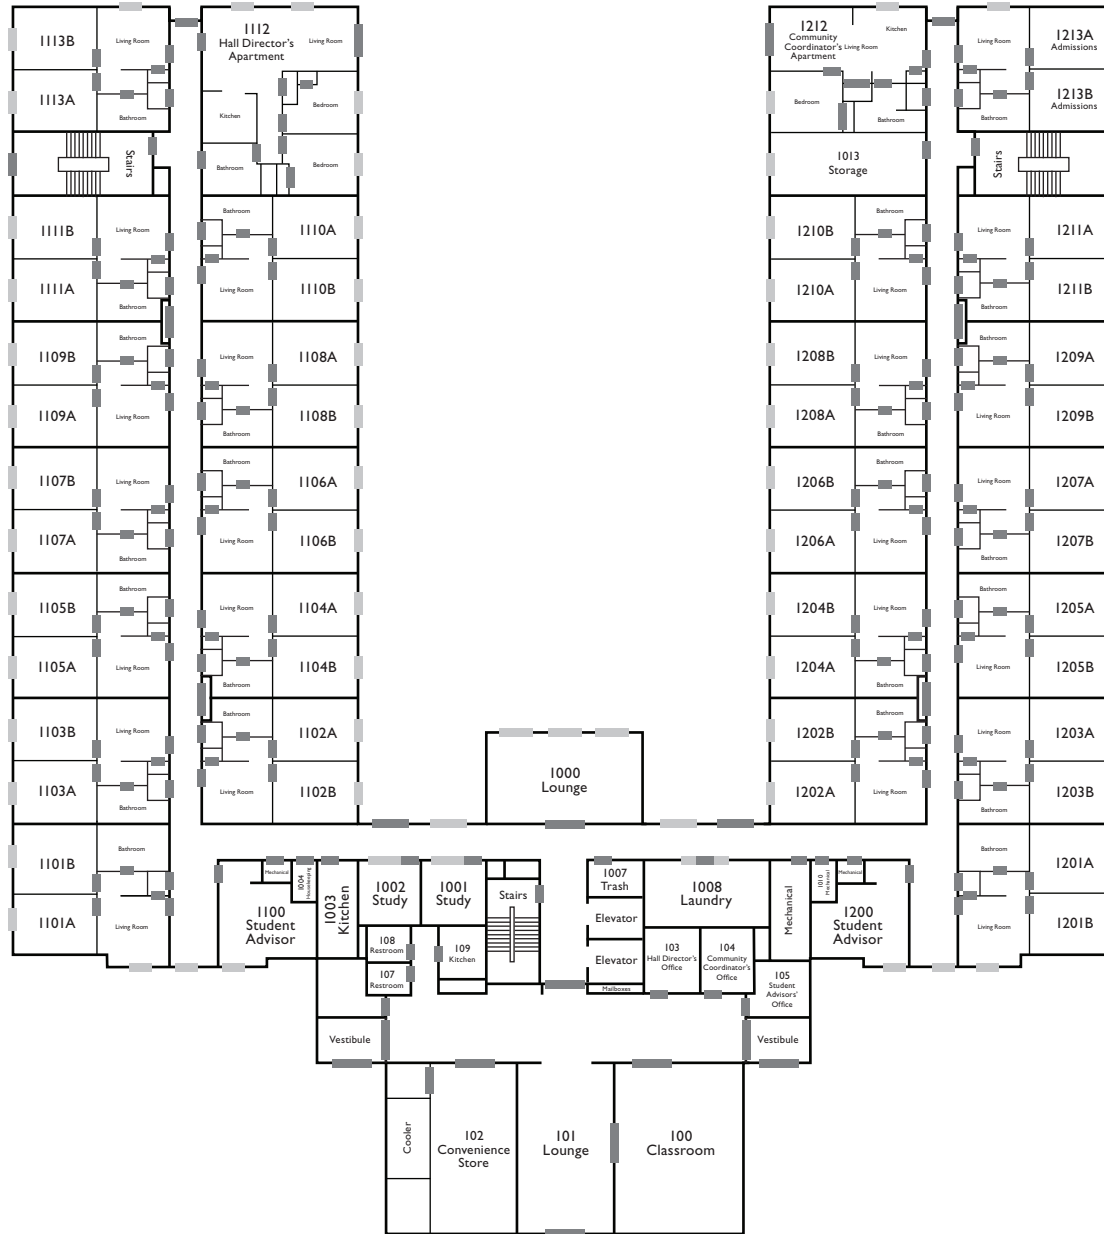 1113B
Living Room
1113A
Bathroom
Stairs
1111B
Living Room
1111A
Bathroom
Bathroom
1109B
1109A
Living Room
1107B
Living Room
1107A
Bathroom
Bathroom
1105B
1105A
Living Room
1103B
Living Room
1103A
Bathroom
Bathroom
1101B
1101A
Living Room
1112
Hall Director's
Apartment
Living Room
Kitchen
Bedroom
Bathroom
Bedroom
Bathroom
1110A
1110B
Living Room
Living Room
1108A
1108B
Bathroom
Bathroom
1106A
1106B
Living Room
Living Room
1104A
1104B
Bathroom
Bathroom
1102A
Living Room
1102B
1000
Lounge
1212
Community
Coordinator's
Apartment
Living Room
Kitchen
Bedroom
Bathroom
1013
Storage
Bathroom
1210B
1210A
Living Room
1208B
Living Room
1208A
Bathroom
Bathroom
1206B
1206A
Living Room
1204B
Living Room
1204A
Bathroom
Bathroom
1202B
1202A
Living Room
Living Room
1213A
Admissions
1213B
Admissions
Bathroom
Stairs
Living Room
1211A
1211B
Bathroom
Bathroom
1209A
Living Room
1209B
Living Room
1207A
1207B
Bathroom
Bathroom
1205A
Living Room
1205B
Living Room
1203A
1203B
Bathroom
Bathroom
1201A
Living Room
1201B
Mechanical
1004
Housekeeping
1100
Student
Advisor
1003
Kitchen
1002
Study
1001
Study
Stairs
108
Restroom
107
Restroom
109
Kitchen
1007
Trash
Elevator
Elevator
Mailboxes
1008
Laundry
103
Hall Director's
Office
104
Community
Coordinator's
Office
Mechanical
1010
Mechanical
Mechanical
1200
Student
Advisor
105
Student
Advisors'
Office
Vestibule
Vestibule
Cooler
102
Convenience
Store
101
Lounge
100
Classroom